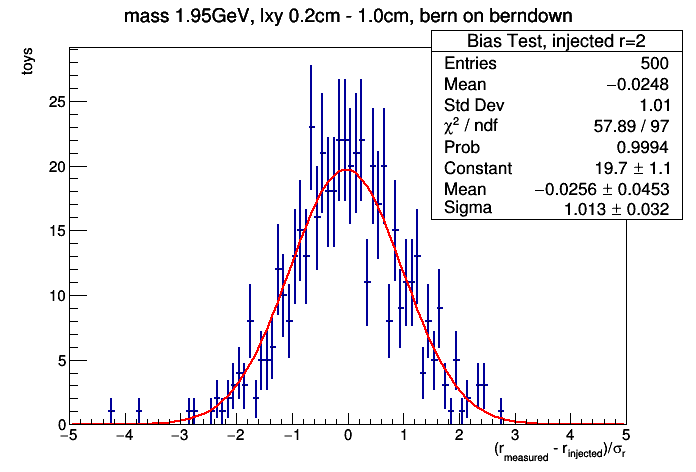 mass 1.95GeV, lxy 0.2cm - 1.0cm, bern on berndown
Bias Test, injected r=2
Entries 500
Mean −0.0248
Std Dev 1.01
χ² / ndf 57.89 / 97
Prob 0.9994
Constant 19.7 ± 1.1
Mean −0.0256 ± 0.0453
Sigma 1.013 ± 0.032
toys
25
20
15
10
5
0
−5 −4 −3 −2 −1 0 1 2 3 4 5
(r_measured - r_injected)/σ_r